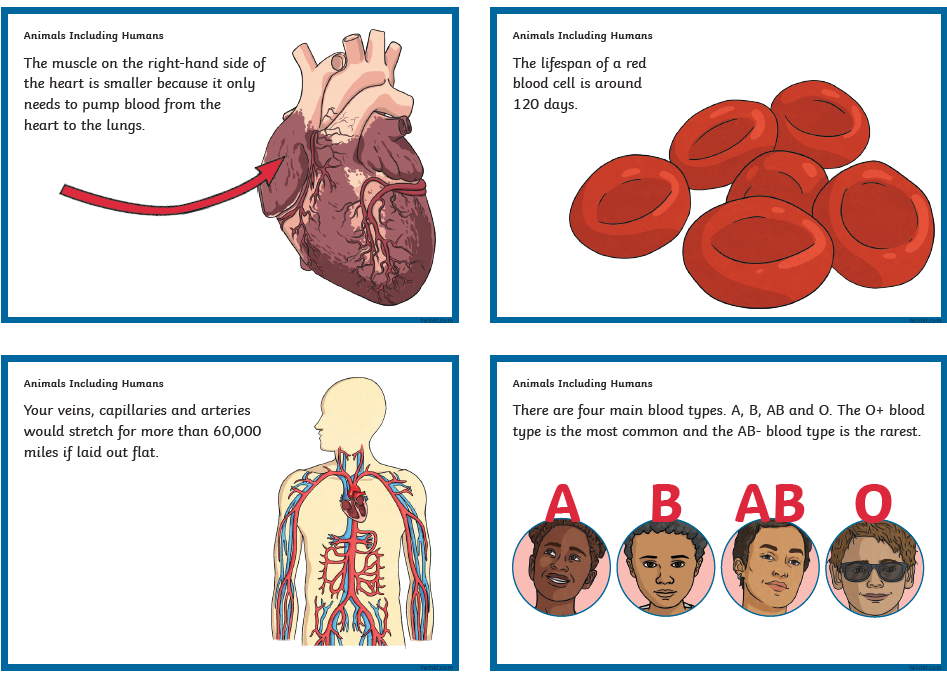 Animals Including Humans
The muscle on the right-hand side of
the heart is smaller because it only
needs to pump blood from the
heart to the lungs.
Animals Including Humans
The lifespan of a red
blood cell is around
120 days.
Animals Including Humans
Your veins, capillaries and arteries
would stretch for more than 60,000
miles if laid out flat.
Animals Including Humans
There are four main blood types. A, B, AB and O. The O+ blood
type is the most common and the AB- blood type is the rarest.
A B AB O